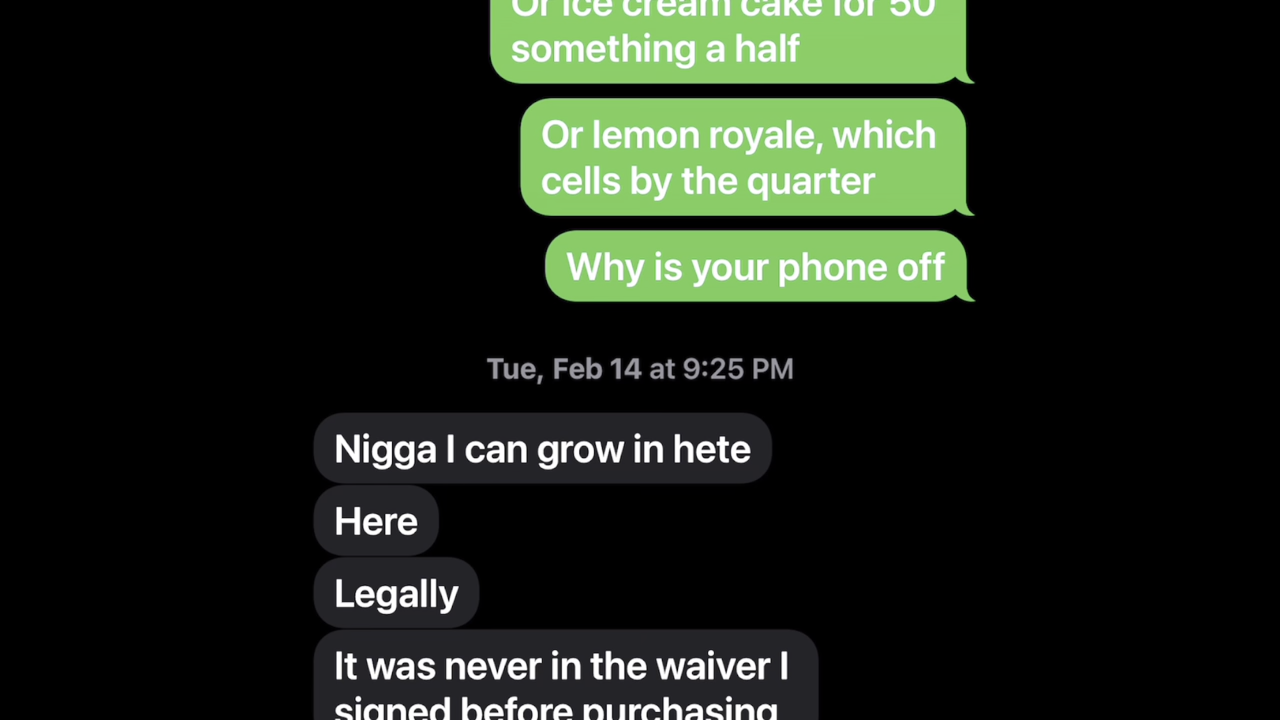 Or ice cream cake for 50
something a half
Or lemon royale, which
cells by the quarter
Why is your phone off
Tue, Feb 14 at 9:25 PM
Nigga I can grow in hete
Here
Legally
It was never in the waiver I
signed before purchasing